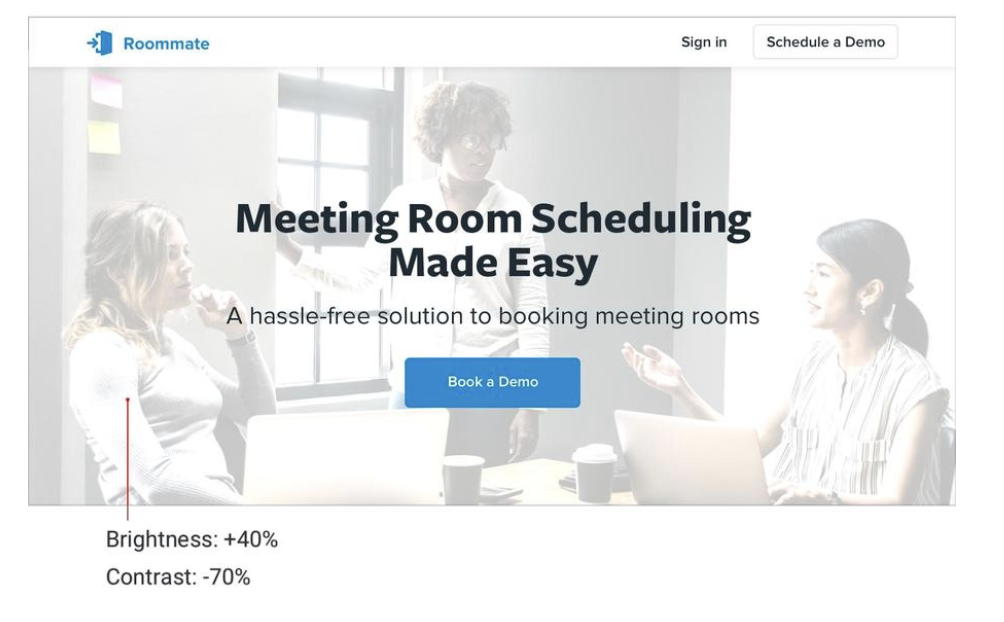 Roommate
Sign in
Schedule a Demo
Meeting Room Scheduling
Made Easy
A hassle-free solution to booking meeting rooms
Book a Demo
Brightness: +40%
Contrast: -70%